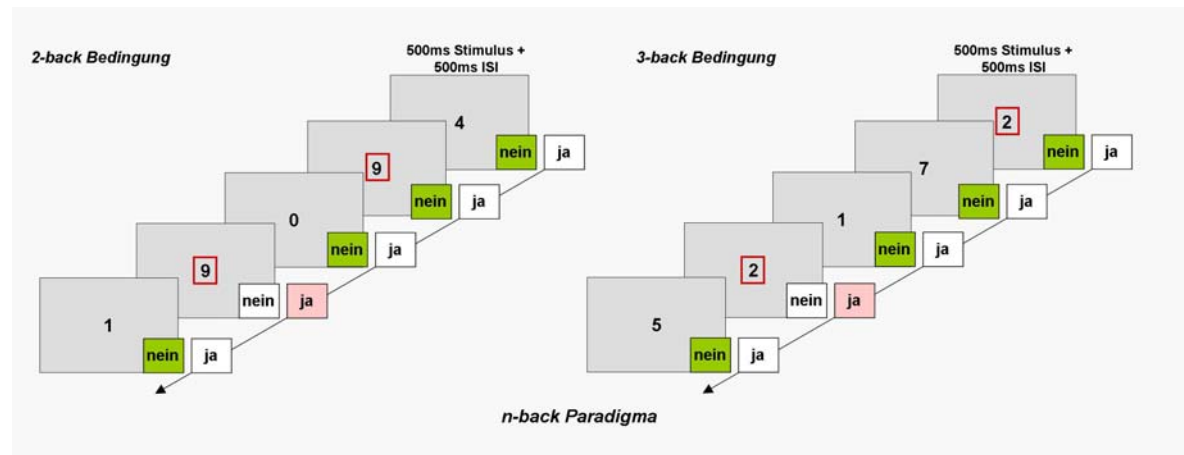 2-back Bedingung
500ms Stimulus +
500ms ISI
4
nein ja
9
nein ja
0
nein ja
9
nein ja
1
nein ja
3-back Bedingung
500ms Stimulus +
500ms ISI
2
nein ja
7
nein ja
1
nein ja
2
nein ja
5
nein ja
n-back Paradigma